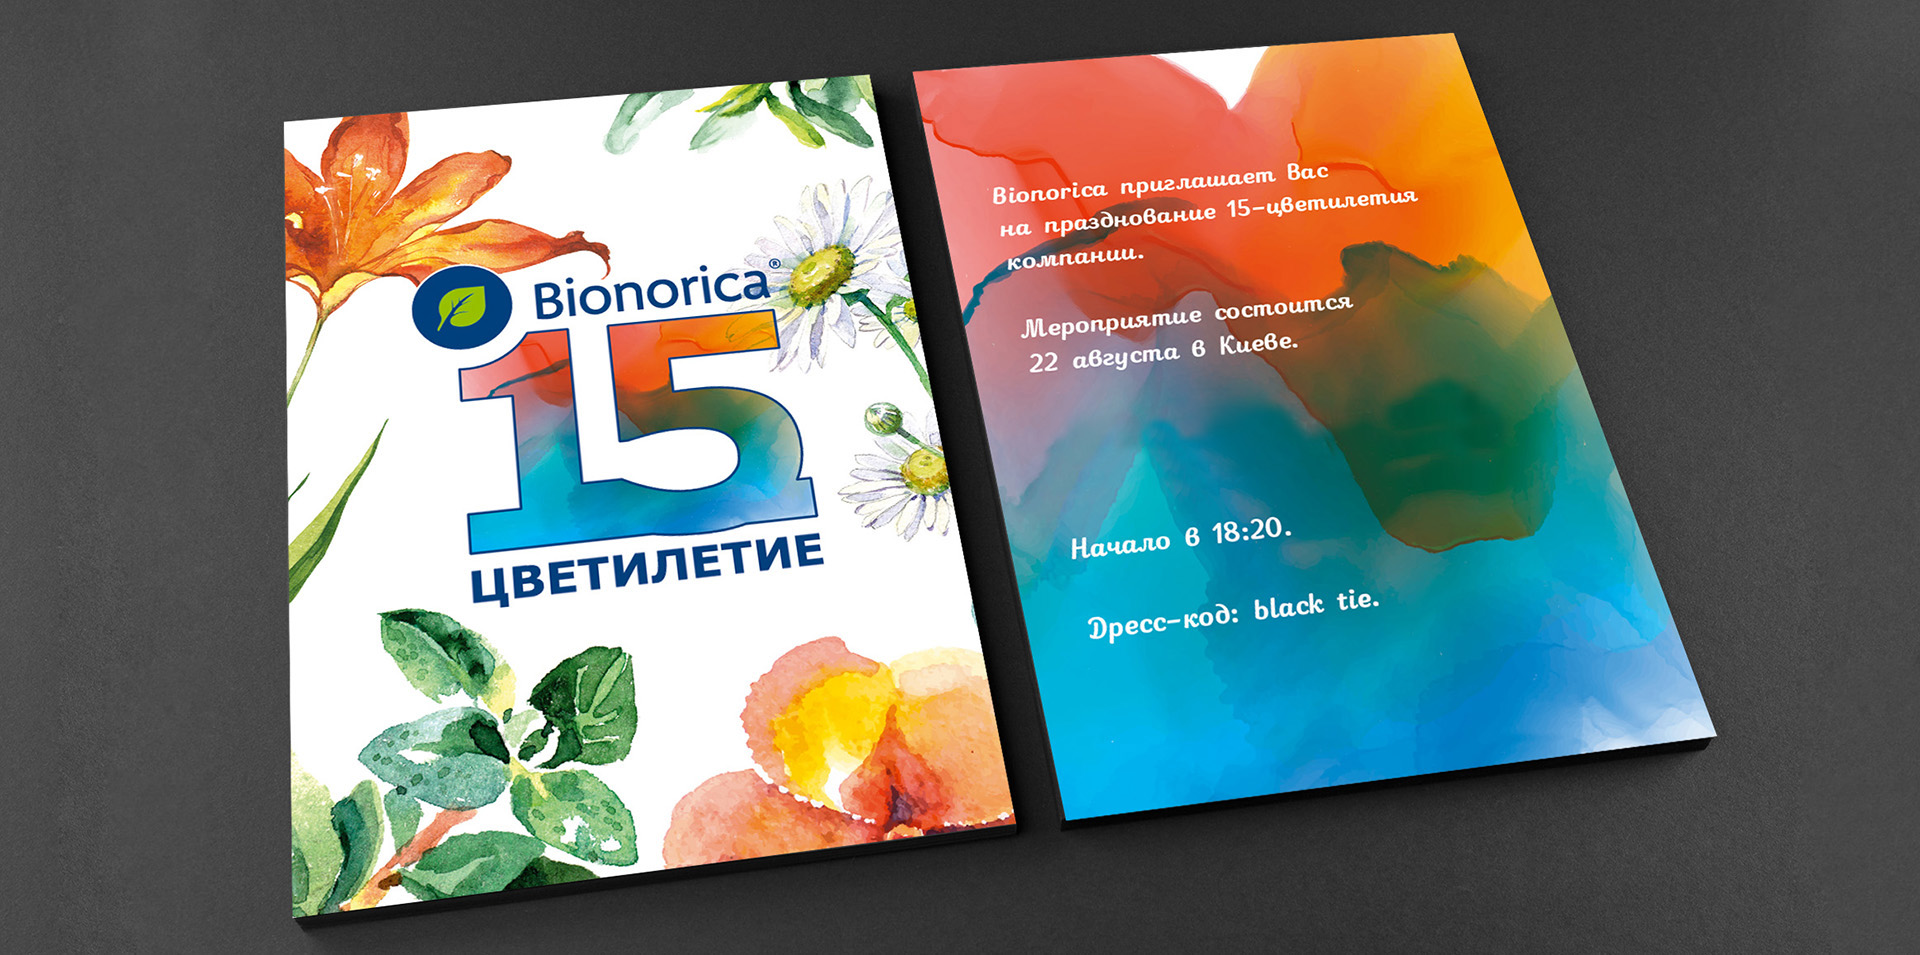 Bionorica®
15
ЦВЕТИЛЕТИЕ
Bionorica приглашает Вас
на празднование 15-цветилетия
компании.
Мероприятие состоится
22 августа в Киеве.
Начало в 18:20.
Дресс-код: black tie.